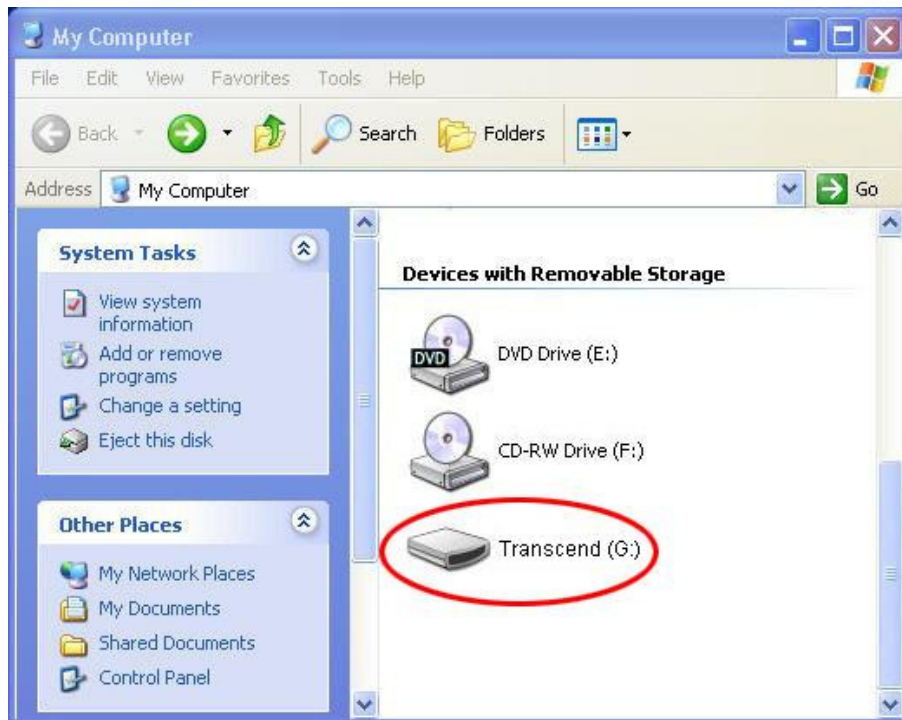 My Computer
File Edit View Favorites Tools Help
Back Search Folders
Address My Computer Go
System Tasks
View system
information
Add or remove
programs
Change a setting
Eject this disk
Other Places
My Network Places
My Documents
Shared Documents
Control Panel
Devices with Removable Storage
DVD DVD Drive (E:)
CD-RW Drive (F:)
Transcend (G:)